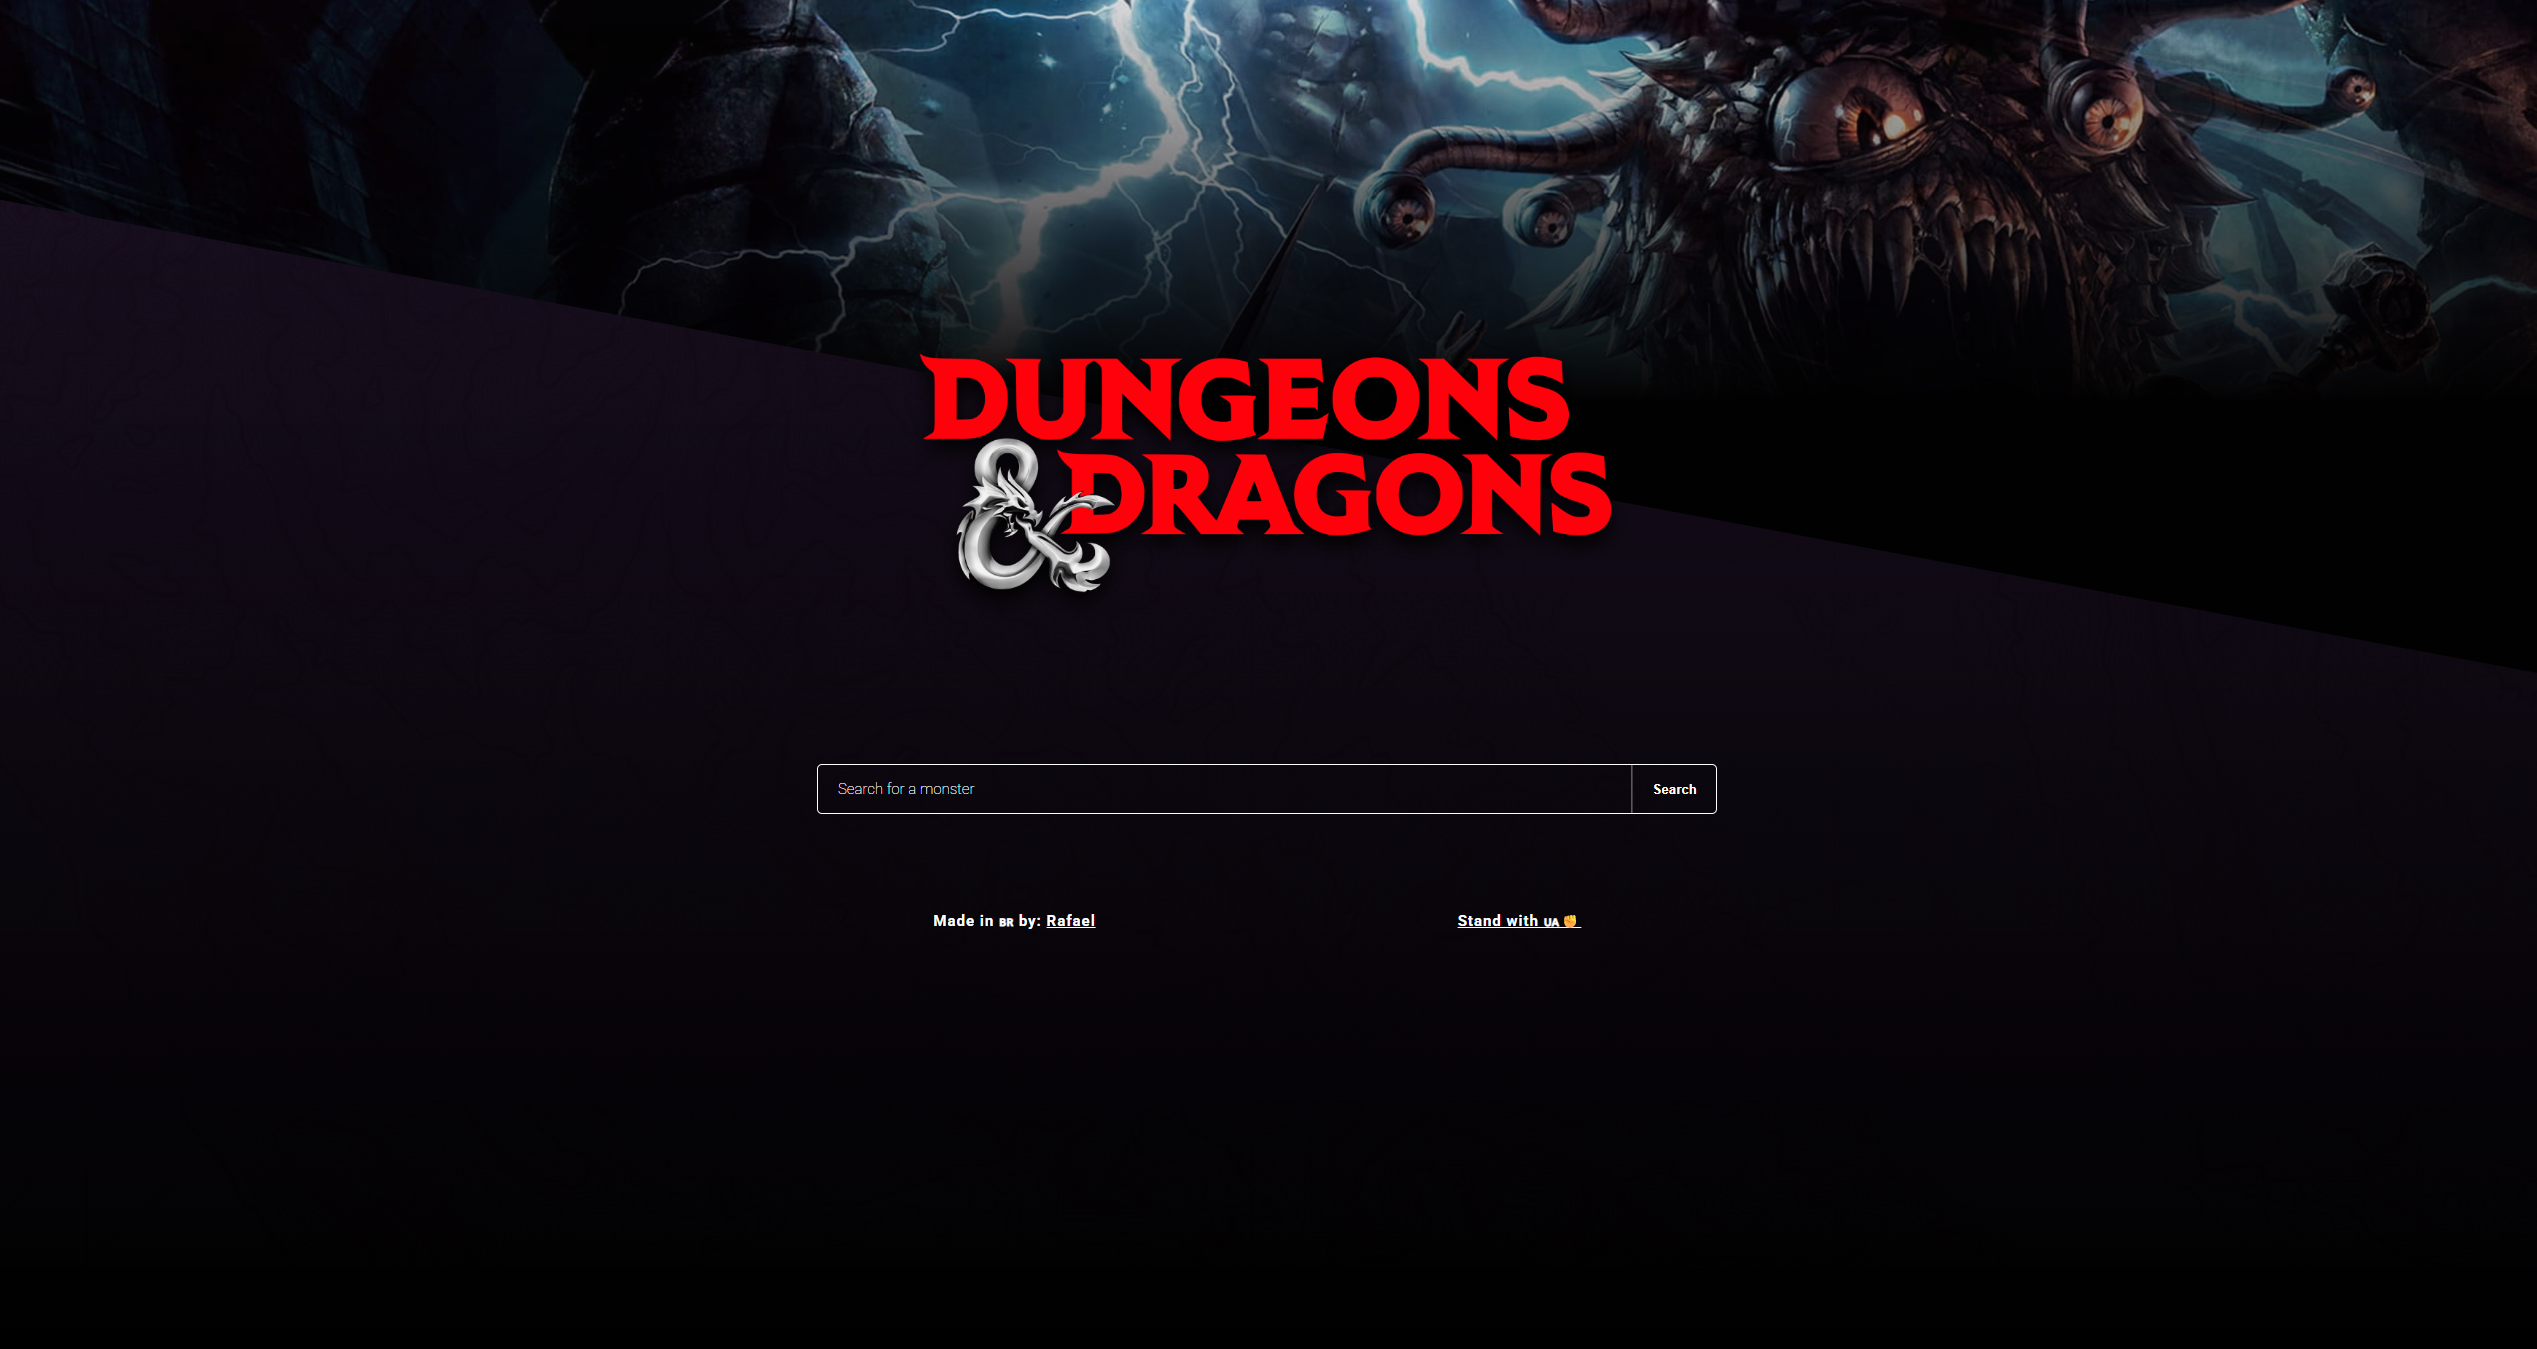 DUNGEONS
& DRAGONS
Search for a monster
Search
Made in BR by: Rafael
Stand with UA ✊